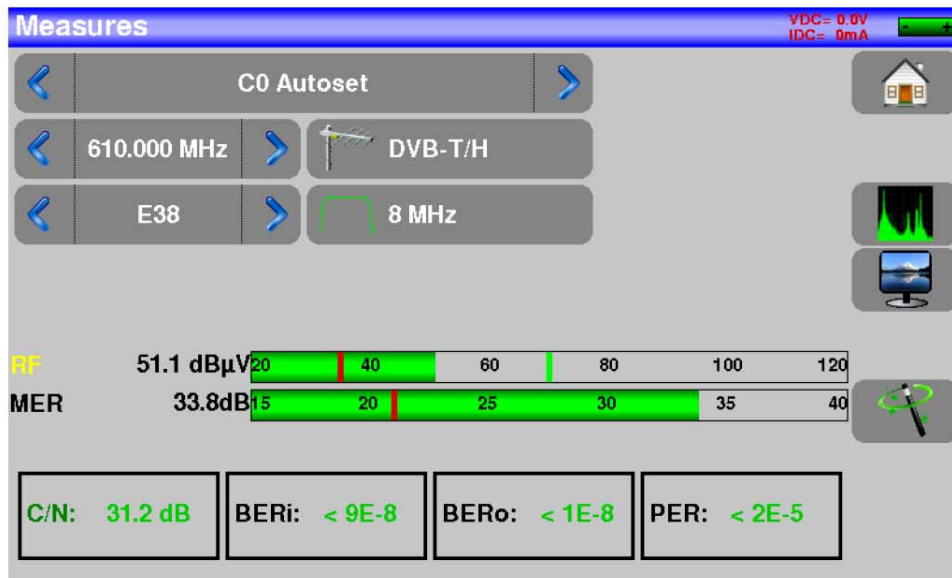 Measures
VDC= 0.0V
IDC= 0mA
- +
C0 Autoset
610.000 MHz
DVB-T/H
E38
8 MHz
RF 51.1 dBµV 20 40 60 80 100 120
MER 33.8dB 15 20 25 30 35 40
C/N: 31.2 dB BERi: < 9E-8 BERo: < 1E-8 PER: < 2E-5